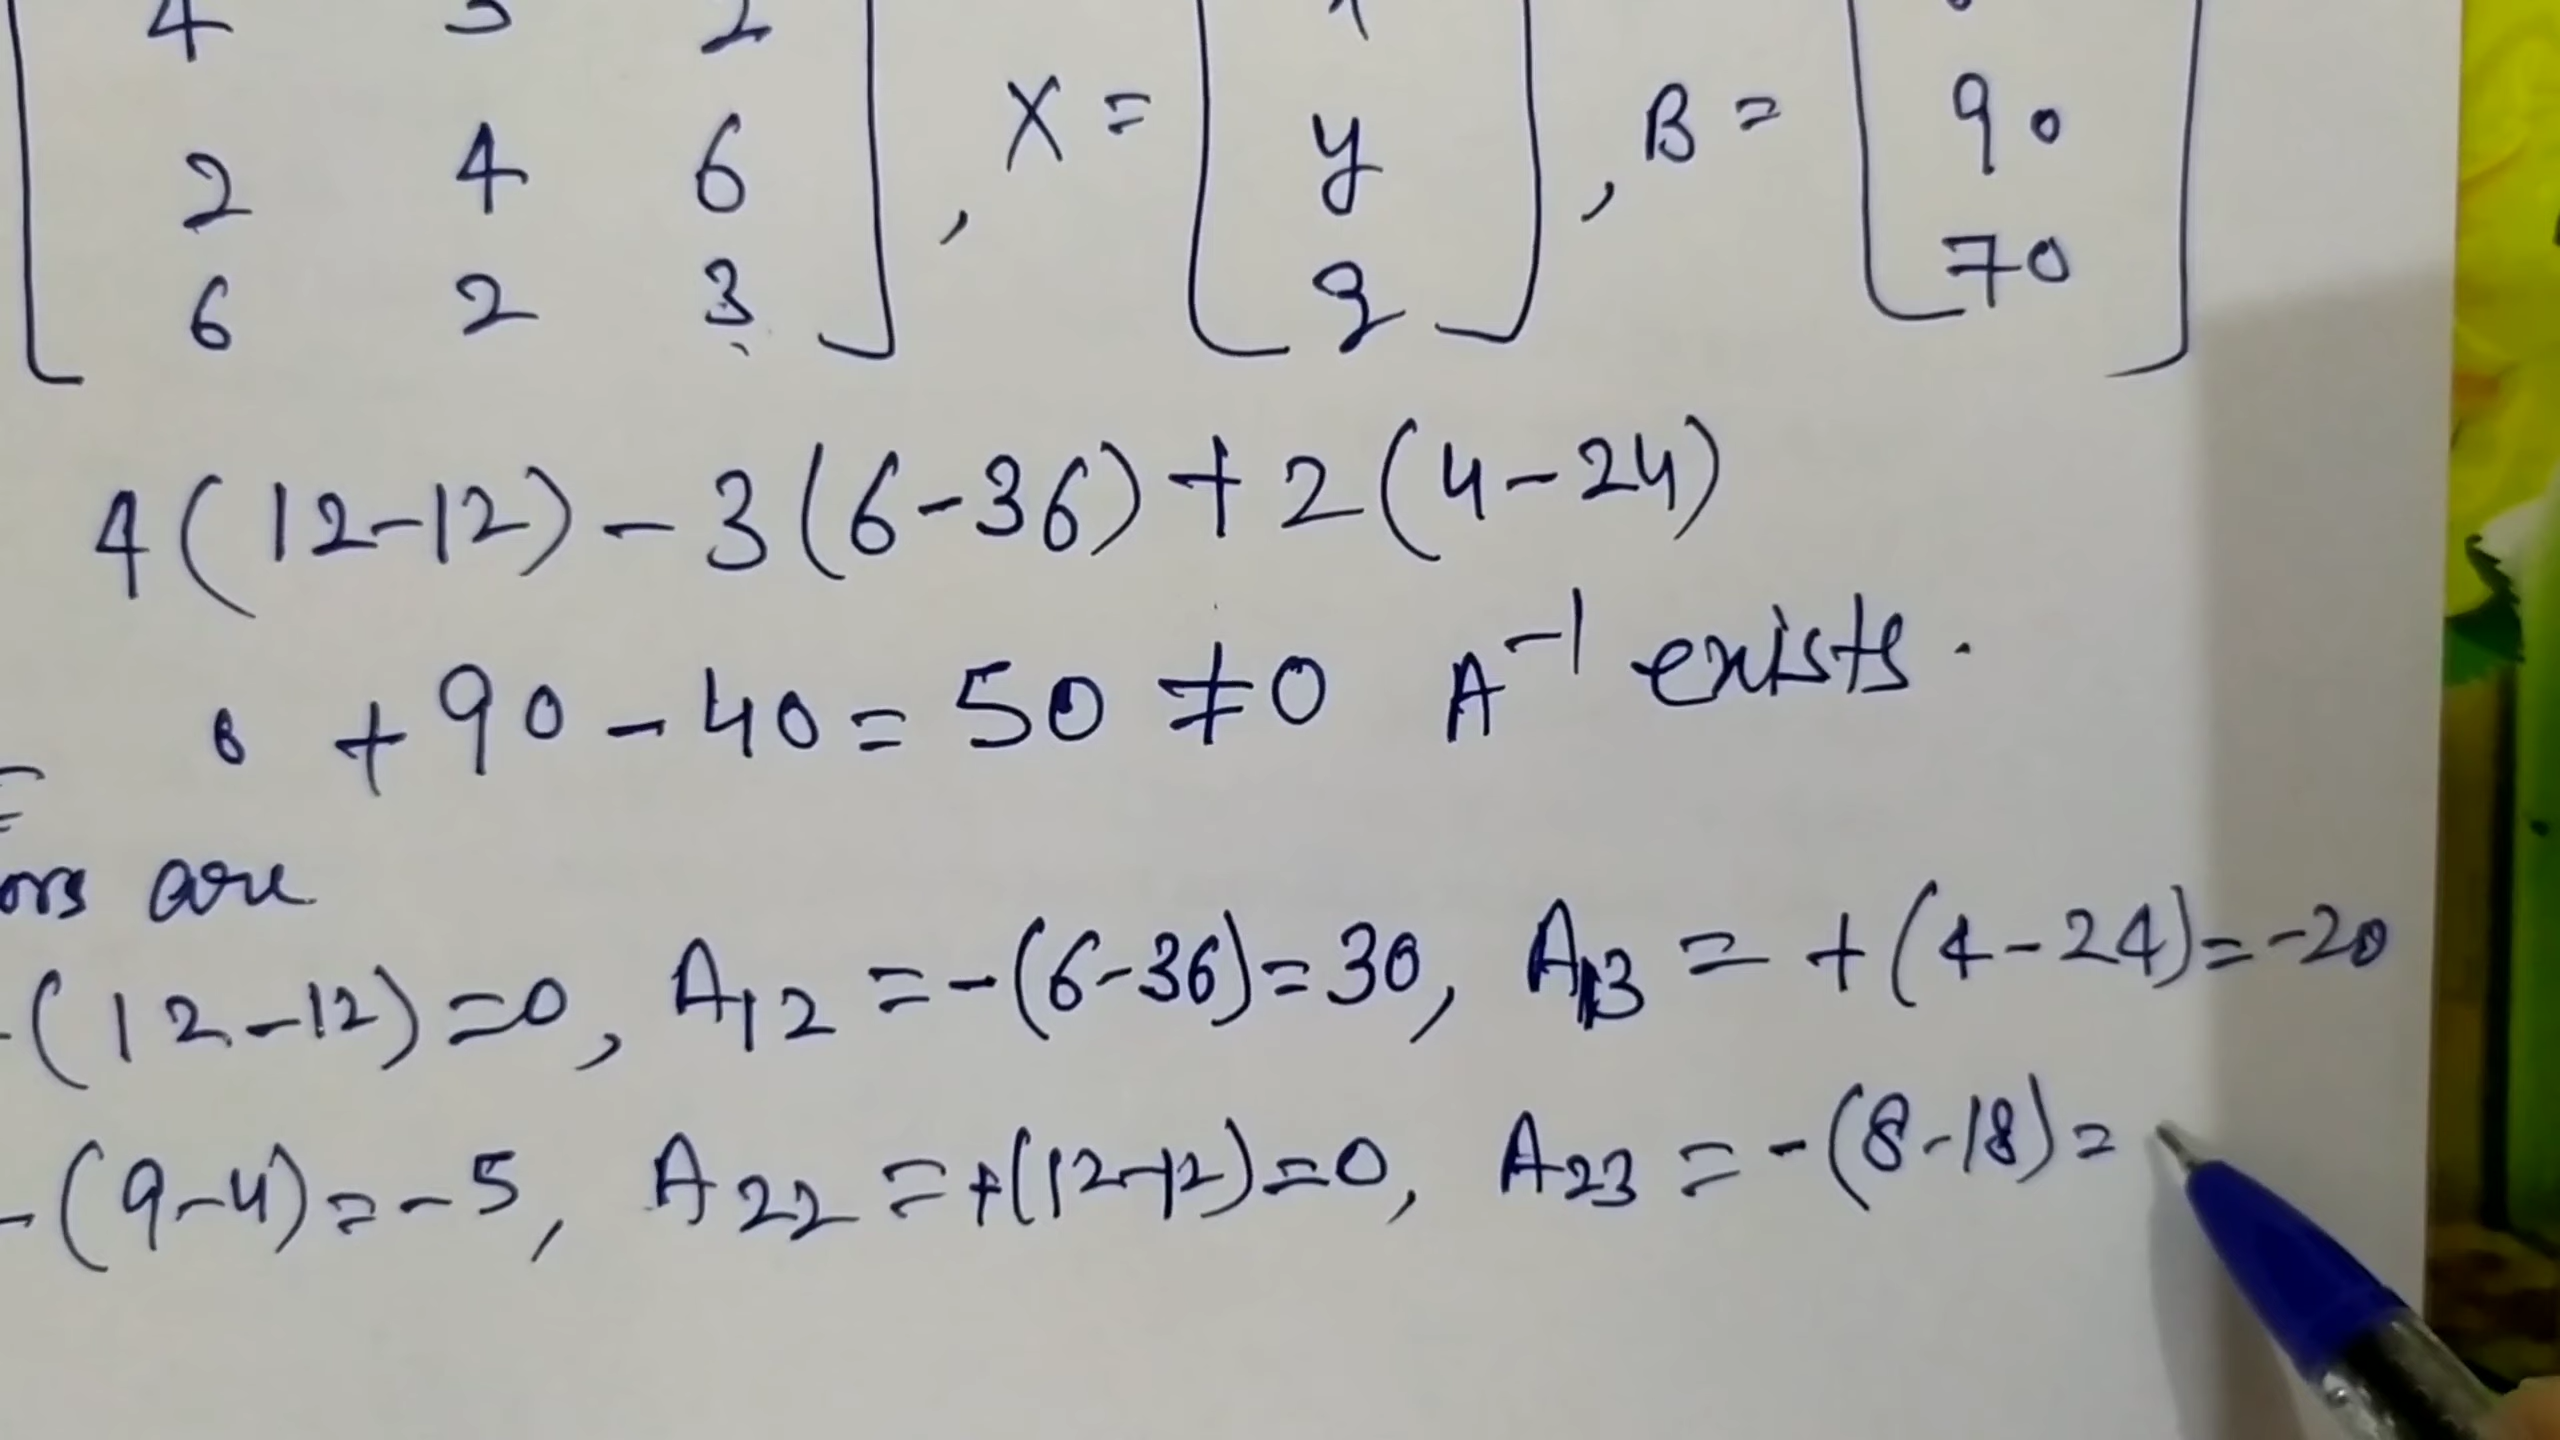 4 3 2
2 4 6 , X = y , B = 90
6 2 3 z 70
4(12-12) - 3(6-36) + 2(4-24)
0 + 90 - 40 = 50 ≠ 0 A⁻¹ exists.
ors are
(12-12) = 0, A12 = -(6-36) = 30, A13 = +(4-24) = -20
-(9-4) = -5, A22 = +(12-12) = 0, A23 = -(8-18) =